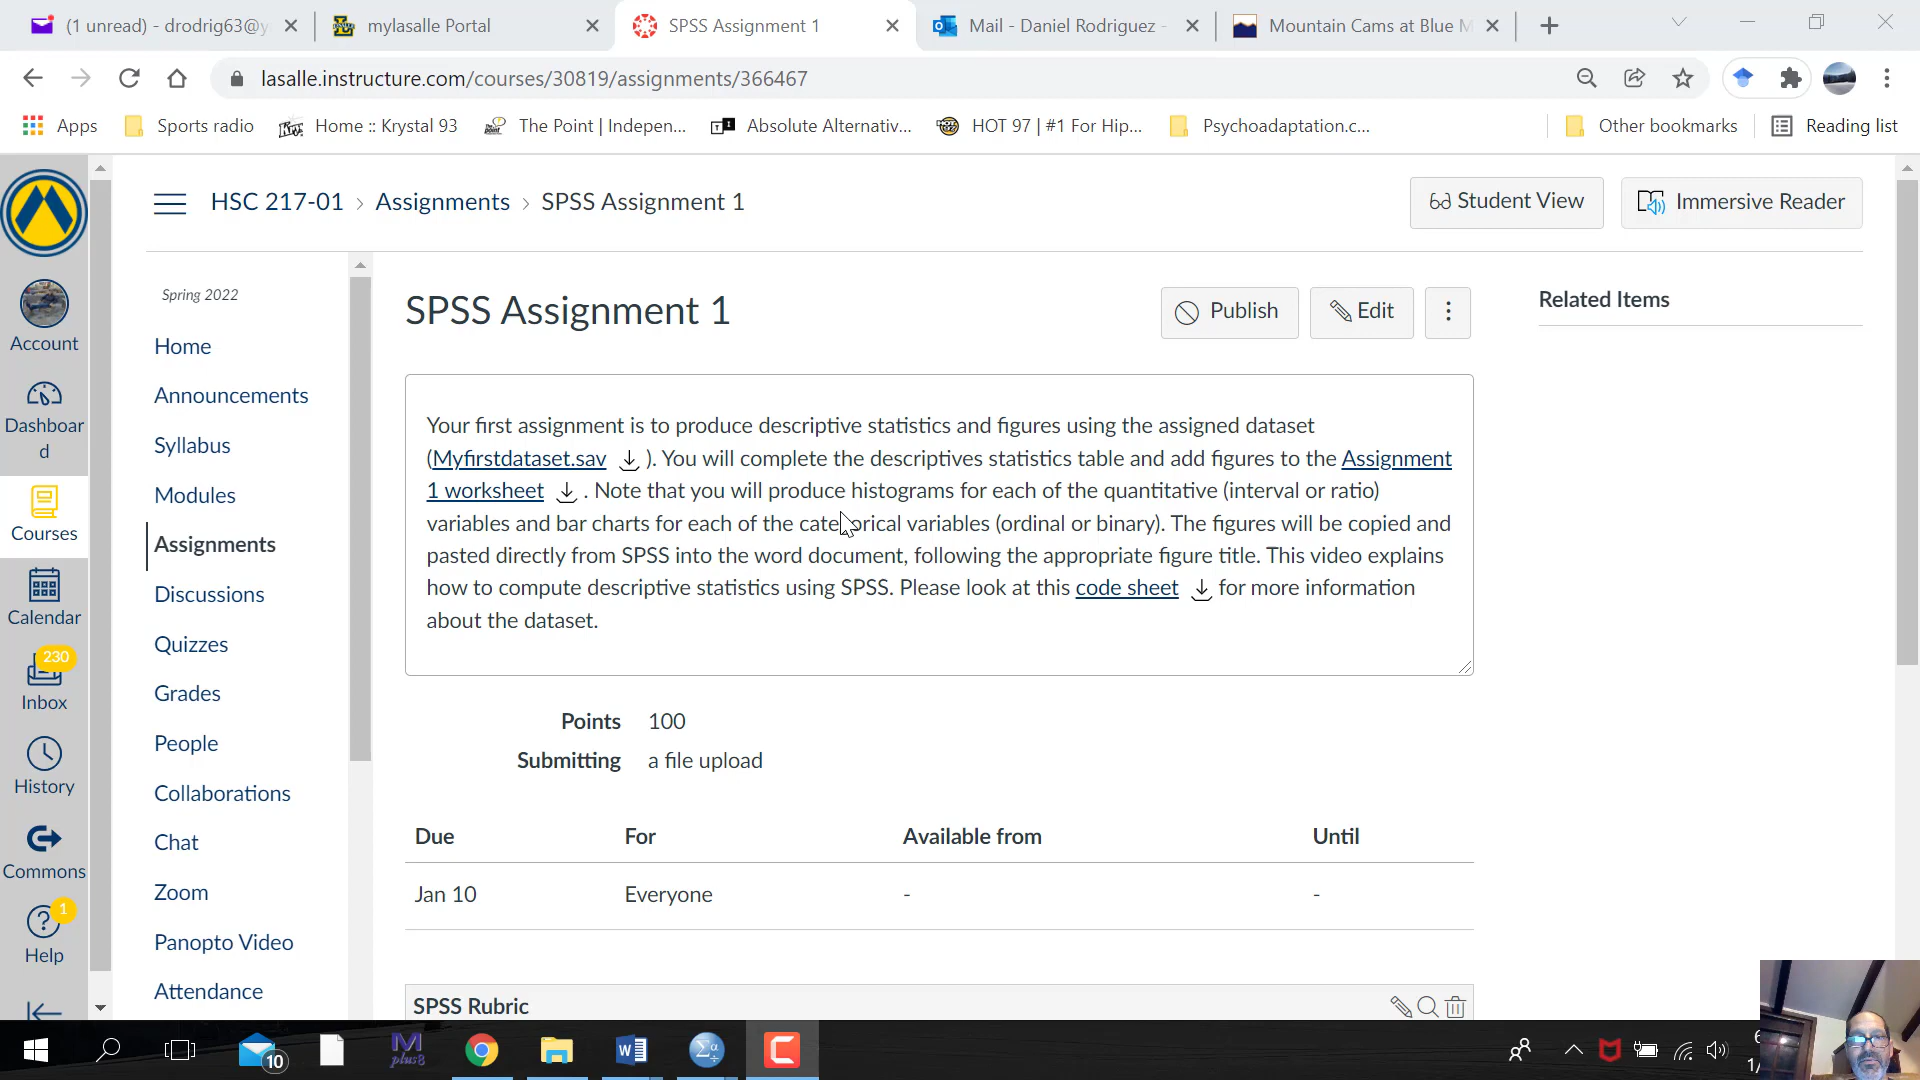 (1 unread) - drodrig63@y
mylasalle Portal
SPSS Assignment 1
Mail - Daniel Rodriguez -
Mountain Cams at Blue M
lasalle.instructure.com/courses/30819/assignments/366467
Apps
Sports radio
Home :: Krystal 93
The Point | Indepen...
Absolute Alternativ...
HOT 97 | #1 For Hip...
Psychoadaptation.c...
Other bookmarks
Reading list
HSC 217-01 › Assignments › SPSS Assignment 1
Student View
Immersive Reader
Account
Dashboar
d
Courses
Calendar
230
Inbox
History
Commons
1
Help
Spring 2022
Home
Announcements
Syllabus
Modules
Assignments
Discussions
Quizzes
Grades
People
Collaborations
Chat
Zoom
Panopto Video
Attendance
SPSS Assignment 1
Publish
Edit
Related Items
Your first assignment is to produce descriptive statistics and figures using the assigned dataset
(Myfirstdataset.sav ). You will complete the descriptives statistics table and add figures to the Assignment
1 worksheet . Note that you will produce histograms for each of the quantitative (interval or ratio)
variables and bar charts for each of the categorical variables (ordinal or binary). The figures will be copied and
pasted directly from SPSS into the word document, following the appropriate figure title. This video explains
how to compute descriptive statistics using SPSS. Please look at this code sheet for more information
about the dataset.
Points 100
Submitting a file upload
Due For Available from Until
Jan 10 Everyone - -
SPSS Rubric
10
M
plus8